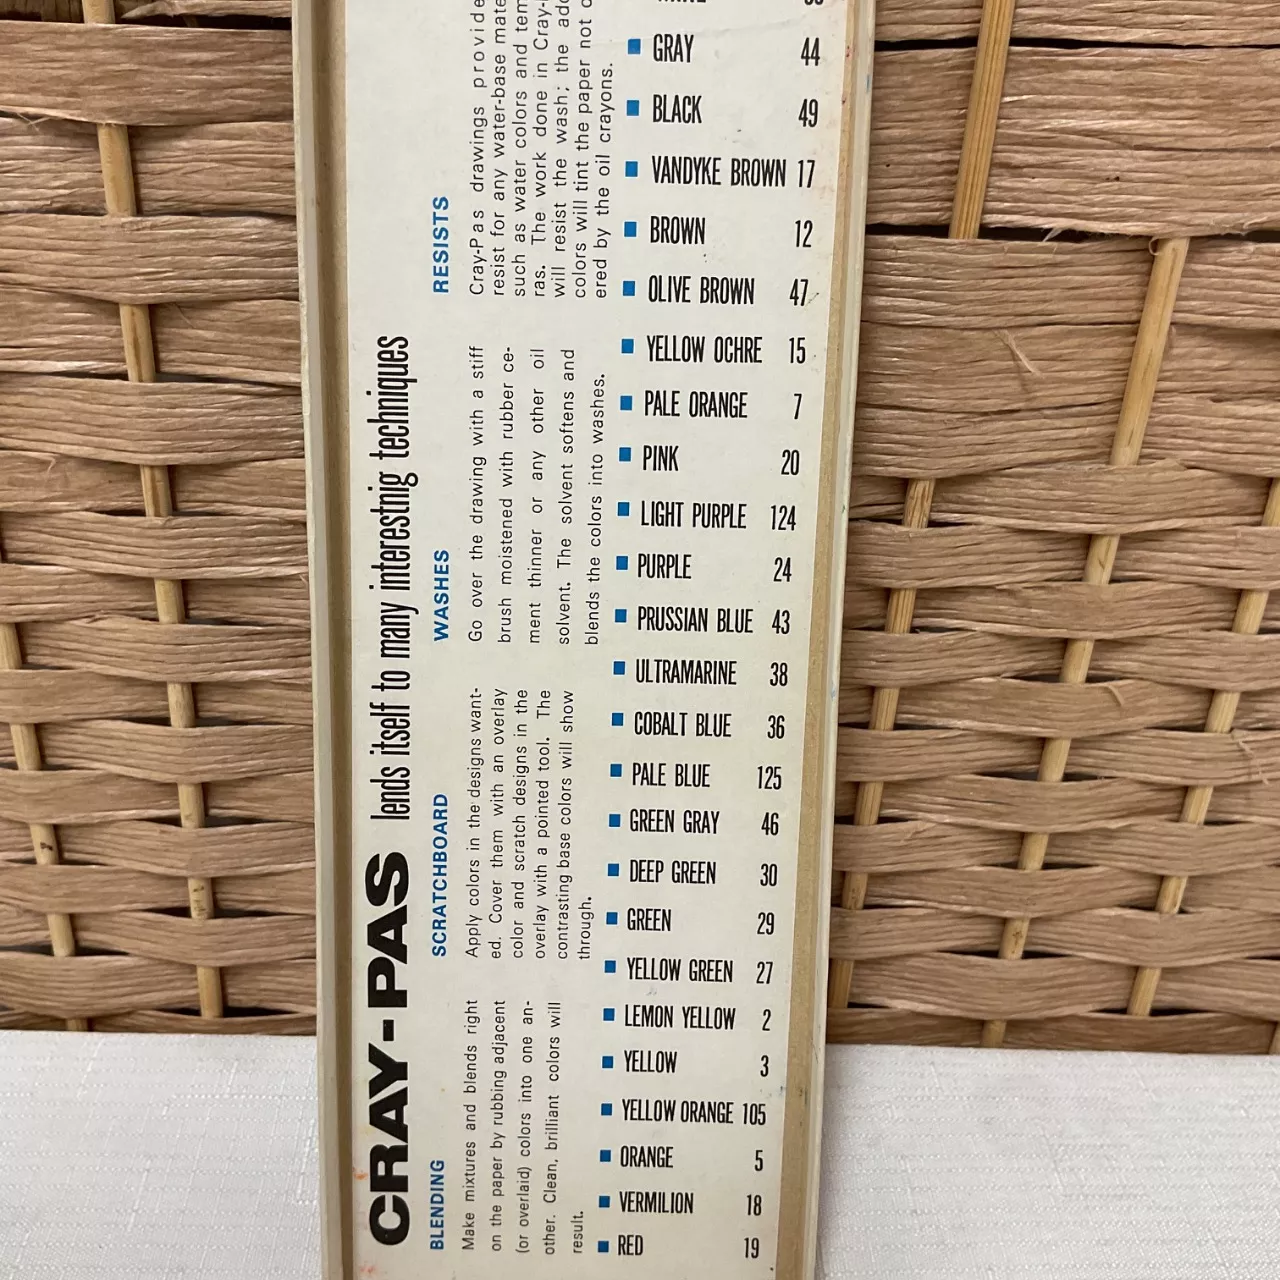 CRAY-PAS lends itself to many interestnig techniques
BLENDING
Make mixtures and blends right
on the paper by rubbing adjacent
(or overlaid) colors into one an-
other. Clean, brilliant colors will
result.
SCRATCHBOARD
Apply colors in the designs want-
ed. Cover them with an overlay
color and scratch designs in the
overlay with a pointed tool. The
contrasting base colors will show
through.
WASHES
Go over the drawing with a stiff
brush moistened with rubber ce-
ment thinner or any other oil
solvent. The solvent softens and
blends the colors into washes.
RESISTS
Cray-Pas drawings provide
resist for any water-base
such as water colors and
ras. The work done in
will resist the wash; the
colors will tint the paper not
ered by the oil crayons.
GRAY 44
BLACK 49
VANDYKE BROWN 17
BROWN 12
OLIVE BROWN 47
YELLOW OCHRE 15
PALE ORANGE 7
PINK 20
LIGHT PURPLE 124
PURPLE 24
PRUSSIAN BLUE 43
ULTRAMARINE 38
COBALT BLUE 36
PALE BLUE 125
GREEN GRAY 46
DEEP GREEN 30
GREEN 29
YELLOW GREEN 27
LEMON YELLOW 2
YELLOW 3
YELLOW ORANGE 105
ORANGE 5
VERMILION 18
RED 19